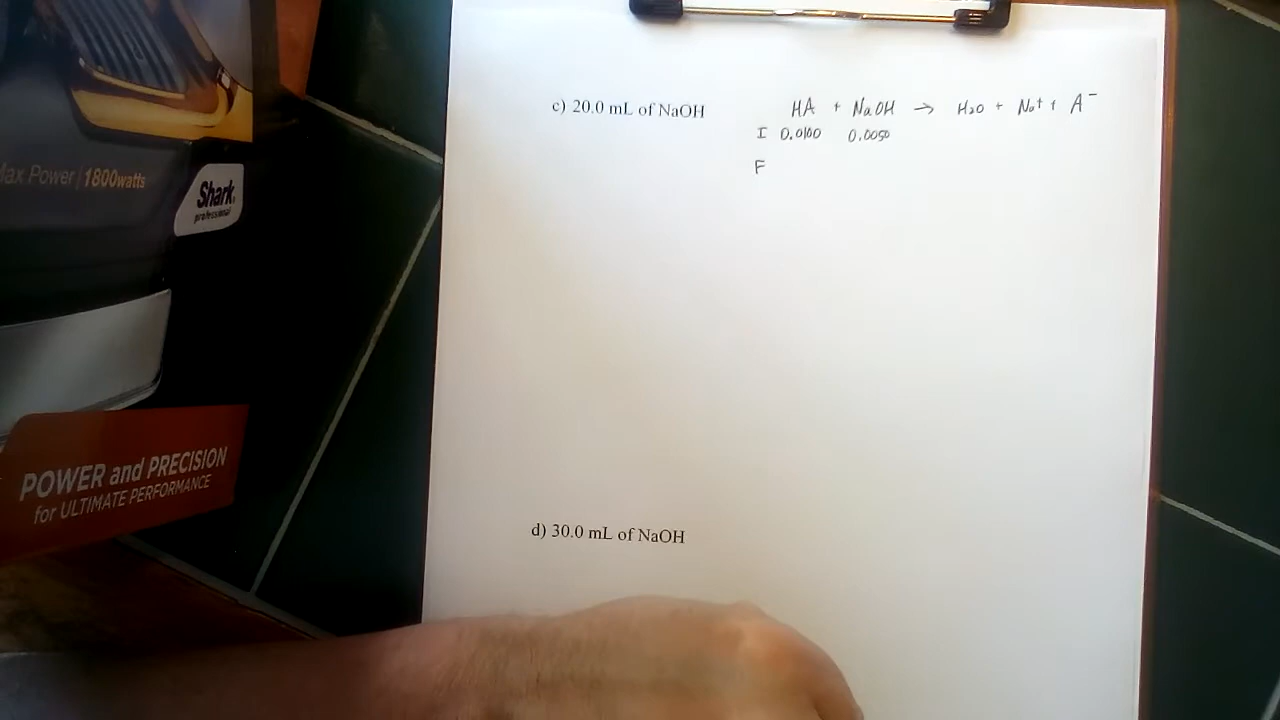 Max Power | 1800watts
Shark
professional
POWER and PRECISION
for ULTIMATE PERFORMANCE
c) 20.0 mL of NaOH
HA + NaOH → H2O + Na+ + A-
I 0.0100 0.0050
F
d) 30.0 mL of NaOH